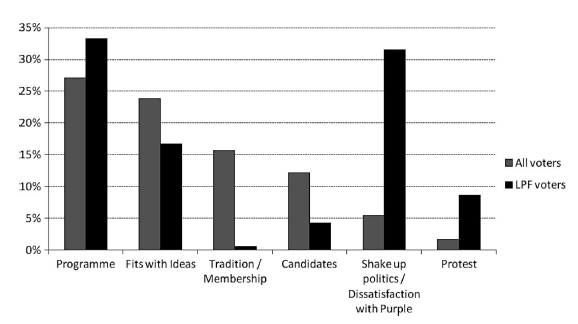 35%
30%
25%
20%
15%
10%
5%
0%
Programme
Fits with Ideas
Tradition /
Membership
Candidates
Shake up
politics /
Dissatisfaction
with Purple
Protest
All voters
LPF voters